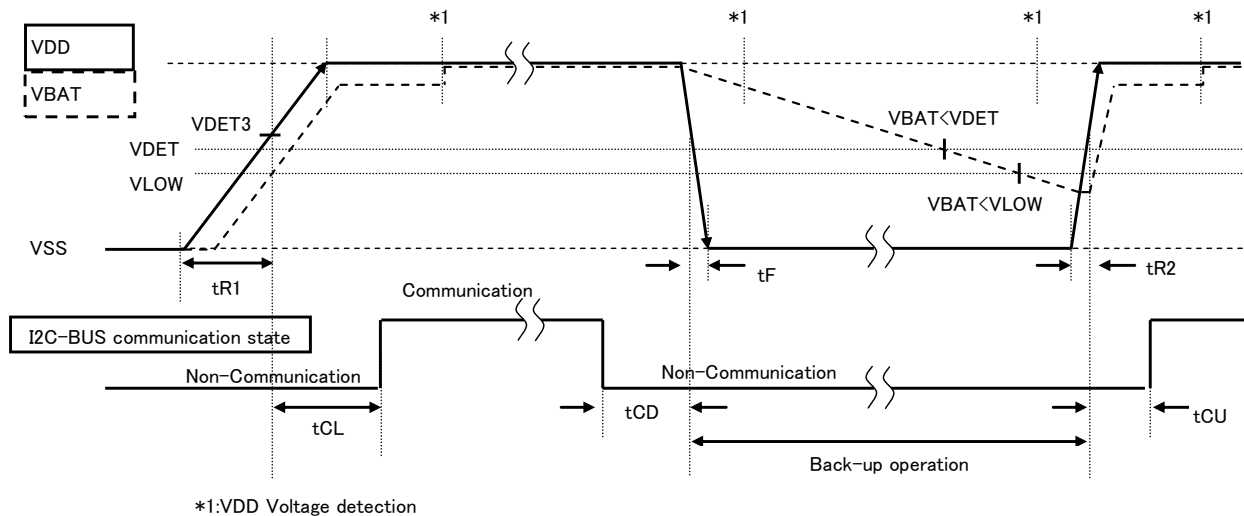 *1 *1 *1 *1
VDD
VBAT
VDET3
VDET
VLOW
VBAT<VDET
VBAT<VLOW
VSS
tR1
tF
tR2
Communication
I2C-BUS communication state
Non-Communication
Non-Communication
tCL
tCD
tCU
Back-up operation
*1:VDD Voltage detection